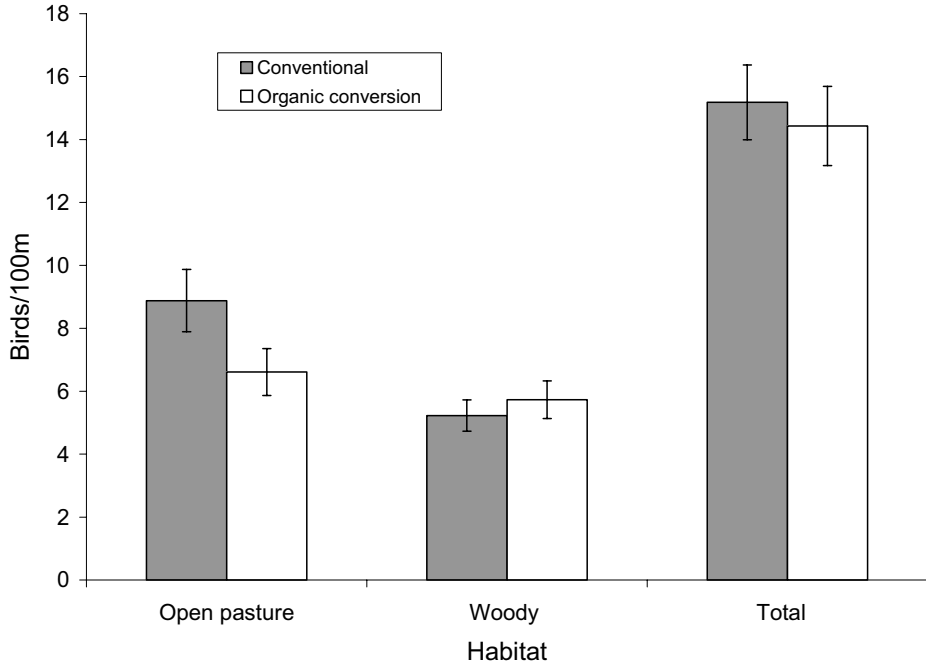 18
16
14
12
10
8
6
4
2
0
Birds/100m
Conventional
Organic conversion
Open pasture
Woody
Total
Habitat